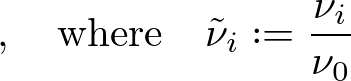 , where ν̃ᵢ := νᵢ / ν₀